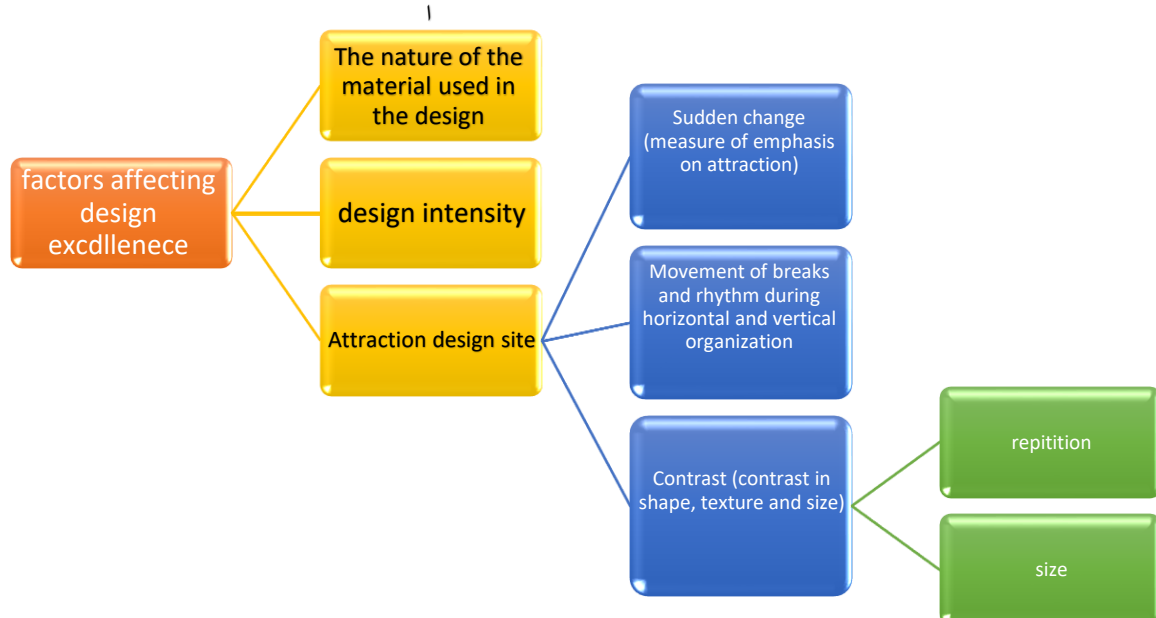 The nature of the
material used in
the design
Sudden change
(measure of emphasis
on attraction)
factors affecting
design
excdllenece
design intensity
Movement of breaks
and rhythm during
horizontal and vertical
organization
Attraction design site
Contrast (contrast in
shape, texture and size)
repitition
size